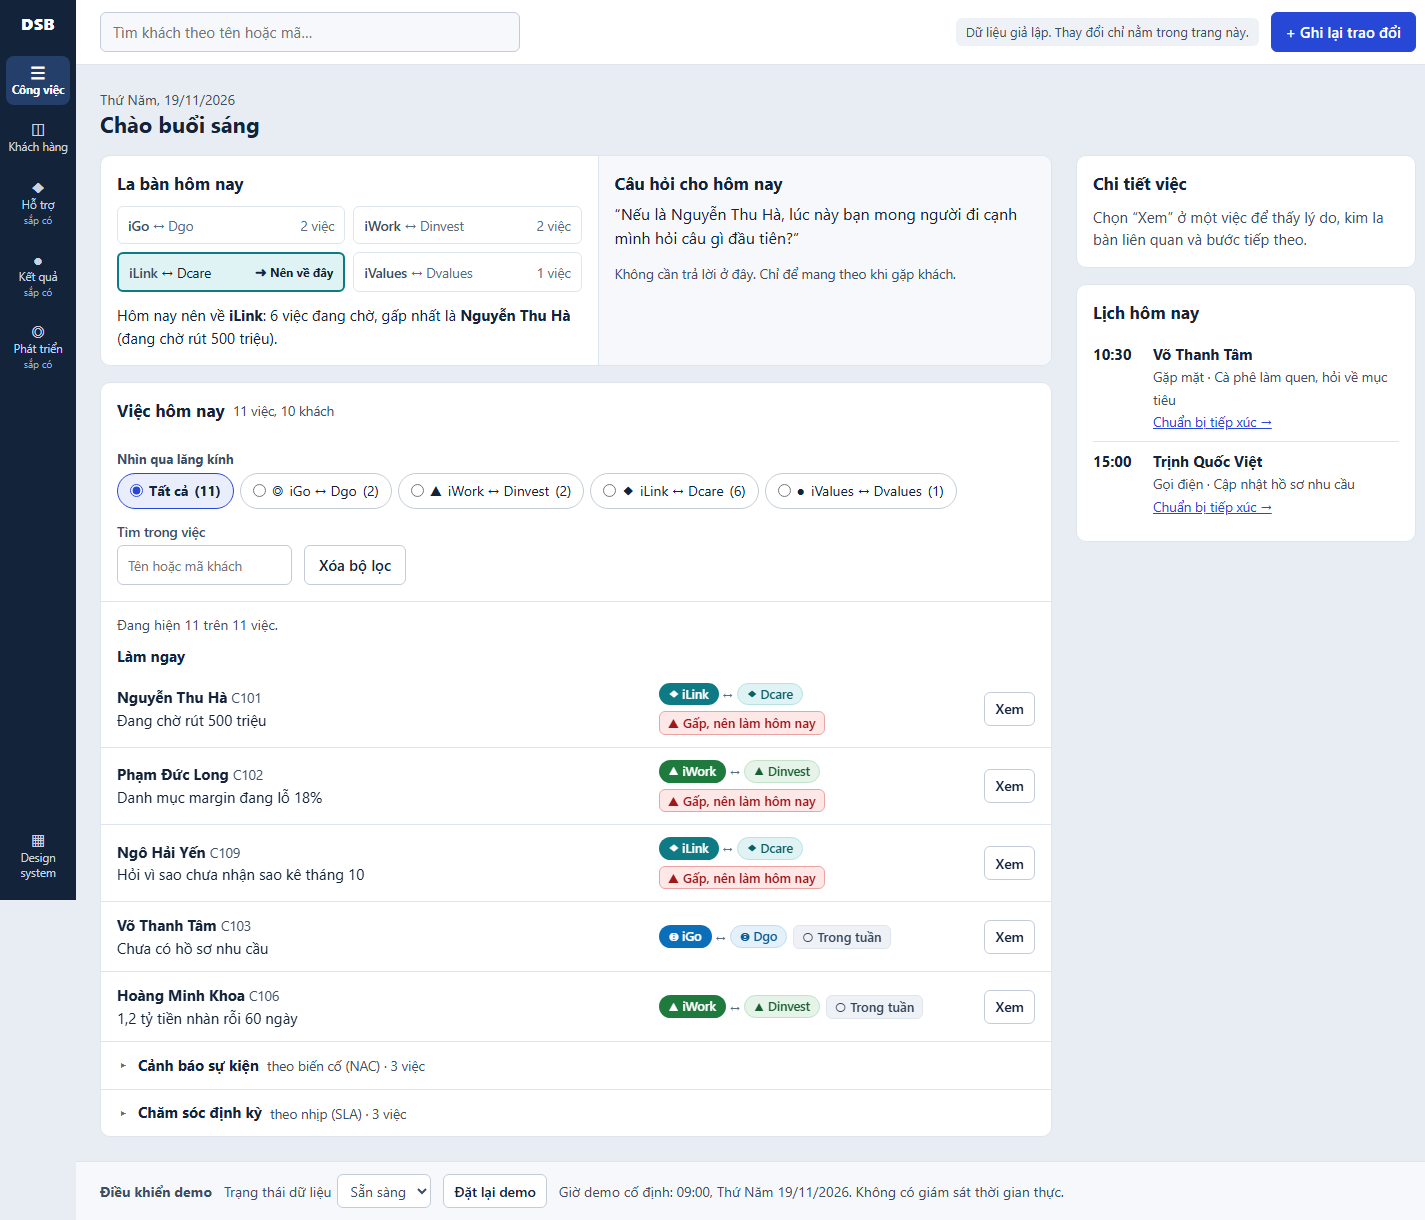 DSB
Công việc
Khách hàng
Hỗ trợ
sắp có
Kết quả
sắp có
Phát triển
sắp có
Design
system
Tìm khách theo tên hoặc mã...
Dữ liệu giả lập. Thay đổi chỉ nằm trong trang này.
+ Ghi lại trao đổi
Thứ Năm, 19/11/2026
Chào buổi sáng
La bàn hôm nay
iGo ↔ Dgo 2 việc
iWork ↔ Dinvest 2 việc
iLink ↔ Dcare ➜ Nên về đây
iValues ↔ Dvalues 1 việc
Hôm nay nên về iLink: 6 việc đang chờ, gấp nhất là Nguyễn Thu Hà
(đang chờ rút 500 triệu).
Câu hỏi cho hôm nay
“Nếu là Nguyễn Thu Hà, lúc này bạn mong người đi cạnh
mình hỏi câu gì đầu tiên?”
Không cần trả lời ở đây. Chỉ để mang theo khi gặp khách.
Việc hôm nay 11 việc, 10 khách
Nhìn qua lăng kính
Tất cả (11)
◎ iGo ↔ Dgo (2)
▲ iWork ↔ Dinvest (2)
◆ iLink ↔ Dcare (6)
● iValues ↔ Dvalues (1)
Tìm trong việc
Tên hoặc mã khách
Xóa bộ lọc
Đang hiện 11 trên 11 việc.
Làm ngay
Nguyễn Thu Hà C101
Đang chờ rút 500 triệu
◆ iLink ↔ ◆ Dcare
▲ Gấp, nên làm hôm nay
Xem
Phạm Đức Long C102
Danh mục margin đang lỗ 18%
▲ iWork ↔ ▲ Dinvest
▲ Gấp, nên làm hôm nay
Xem
Ngô Hải Yến C109
Hỏi vì sao chưa nhận sao kê tháng 10
◆ iLink ↔ ◆ Dcare
▲ Gấp, nên làm hôm nay
Xem
Võ Thanh Tâm C103
Chưa có hồ sơ nhu cầu
iGo ↔ Dgo ○ Trong tuần
Xem
Hoàng Minh Khoa C106
1,2 tỷ tiền nhàn rỗi 60 ngày
▲ iWork ↔ ▲ Dinvest ○ Trong tuần
Xem
▸ Cảnh báo sự kiện theo biến cố (NAC) · 3 việc
▸ Chăm sóc định kỳ theo nhịp (SLA) · 3 việc
Chi tiết việc
Chọn “Xem” ở một việc để thấy lý do, kim la
bàn liên quan và bước tiếp theo.
Lịch hôm nay
10:30 Võ Thanh Tâm
Gặp mặt · Cà phê làm quen, hỏi về mục
tiêu
Chuẩn bị tiếp xúc →
15:00 Trịnh Quốc Việt
Gọi điện · Cập nhật hồ sơ nhu cầu
Chuẩn bị tiếp xúc →
Điều khiển demo Trạng thái dữ liệu Sẵn sàng Đặt lại demo Giờ demo cố định: 09:00, Thứ Năm 19/11/2026. Không có giám sát thời gian thực.